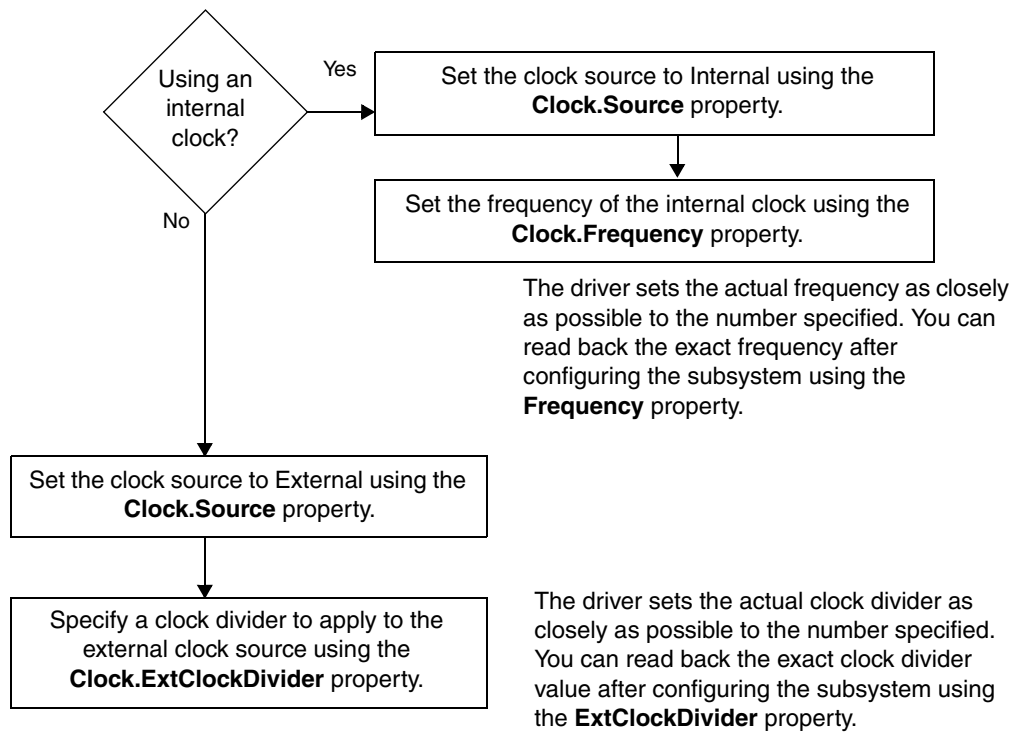 Using an
internal
clock?
Yes
Set the clock source to Internal using the
Clock.Source property.
Set the frequency of the internal clock using the
Clock.Frequency property.
The driver sets the actual frequency as closely
as possible to the number specified. You can
read back the exact frequency after
configuring the subsystem using the
Frequency property.
No
Set the clock source to External using the
Clock.Source property.
Specify a clock divider to apply to the
external clock source using the
Clock.ExtClockDivider property.
The driver sets the actual clock divider as
closely as possible to the number specified.
You can read back the exact clock divider
value after configuring the subsystem using
the ExtClockDivider property.